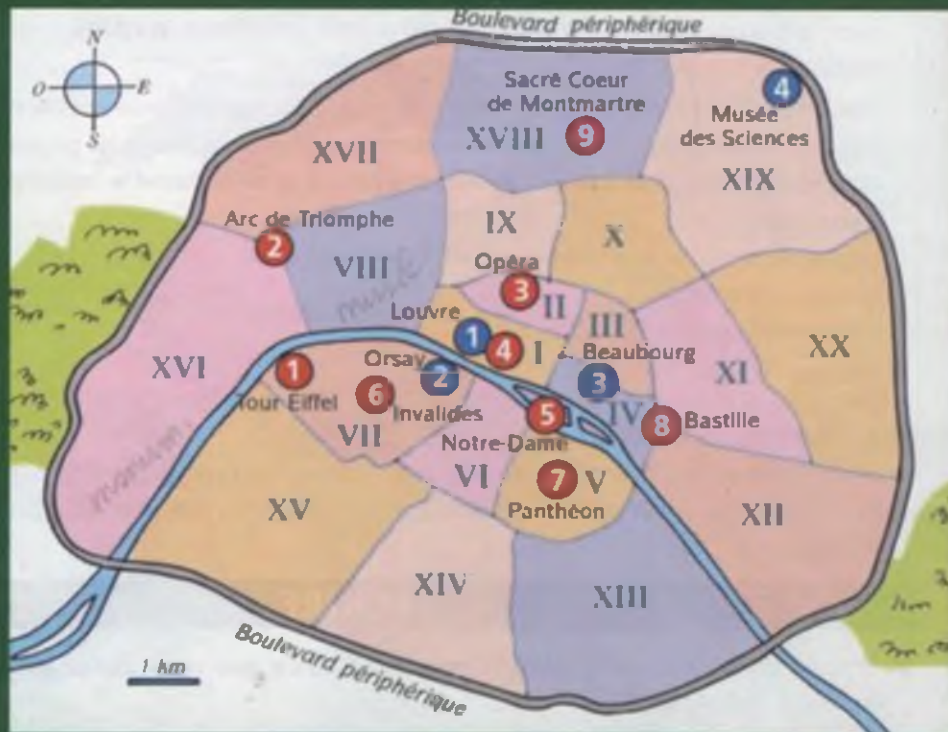 Boulevard périphérique
N
O
E
S
Sacré Coeur
de Montmartre
XVIII
9
4
Musée
des Sciences
XIX
XVII
Arc de Triomphe
2
VIII
IX
X
Opéra
3
II
III
Louvre
1
4
I
Beaubourg
3
XI
XX
XVI
1
Tour Eiffel
Orsay
2
6
Invalides
VII
5
Notre-Dame
IV
8
Bastille
VI
7
V
Panthéon
XV
XII
XIV
XIII
Boulevard périphérique
1 km